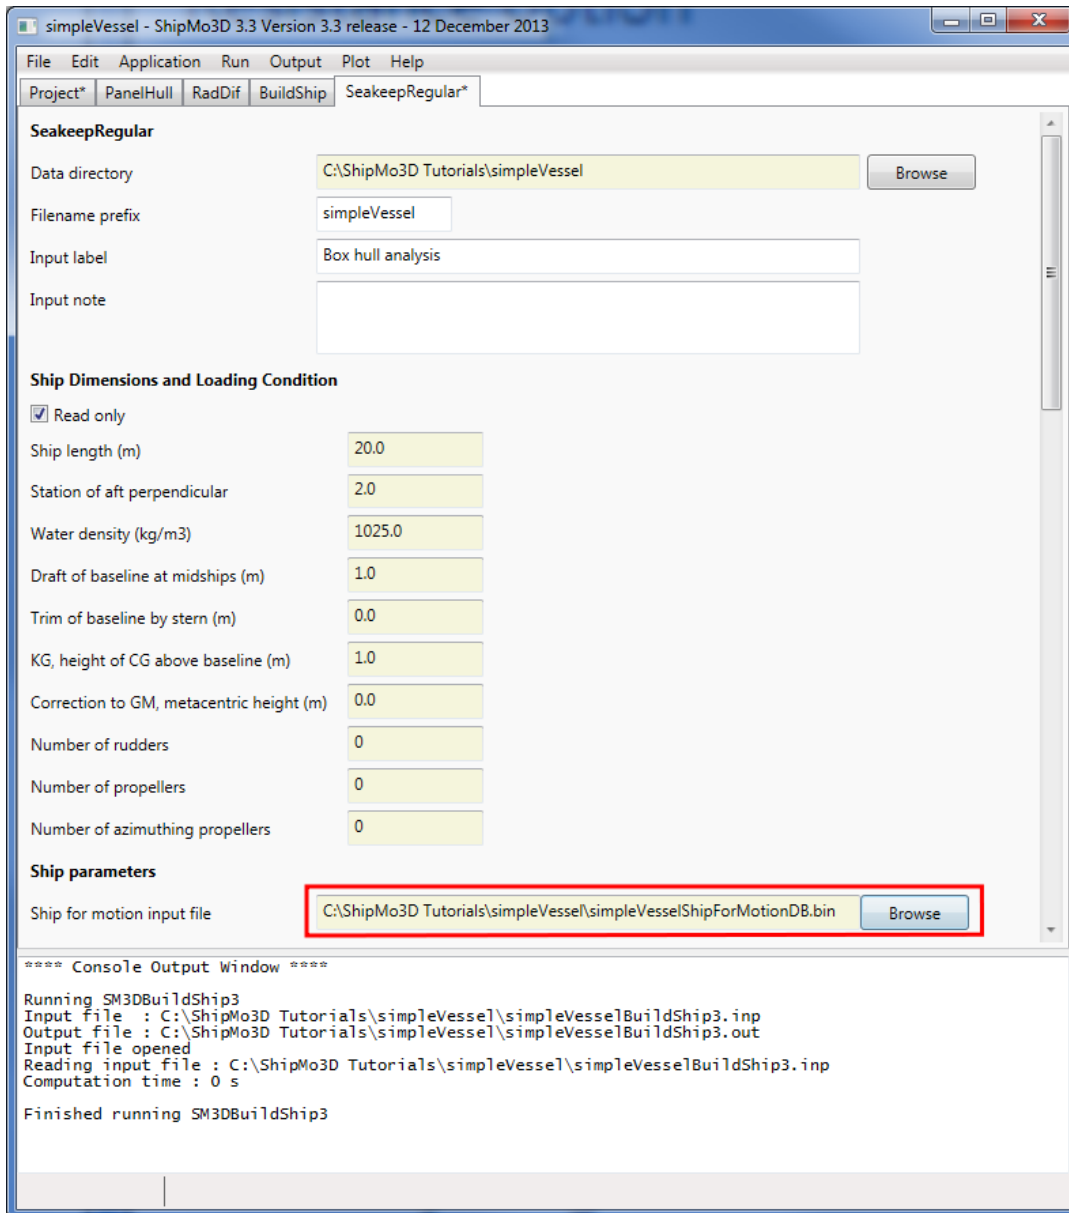 simpleVessel - ShipMo3D 3.3 Version 3.3 release - 12 December 2013
File Edit Application Run Output Plot Help
Project* PanelHull RadDif BuildShip SeakeepRegular*
SeakeepRegular
Data directory C:\ShipMo3D Tutorials\simpleVessel Browse
Filename prefix simpleVessel
Input label Box hull analysis
Input note
Ship Dimensions and Loading Condition
Read only
Ship length (m) 20.0
Station of aft perpendicular 2.0
Water density (kg/m3) 1025.0
Draft of baseline at midships (m) 1.0
Trim of baseline by stern (m) 0.0
KG, height of CG above baseline (m) 1.0
Correction to GM, metacentric height (m) 0.0
Number of rudders 0
Number of propellers 0
Number of azimuthing propellers 0
Ship parameters
Ship for motion input file C:\ShipMo3D Tutorials\simpleVessel\simpleVesselShipForMotionDB.bin Browse
**** Console Output Window ****
Running SM3DBuildShip3
Input file : C:\ShipMo3D Tutorials\simpleVessel\simpleVesselBuildShip3.inp
Output file : C:\ShipMo3D Tutorials\simpleVessel\simpleVesselBuildShip3.out
Input file opened
Reading input file : C:\ShipMo3D Tutorials\simpleVessel\simpleVesselBuildShip3.inp
Computation time : 0 s
Finished running SM3DBuildShip3